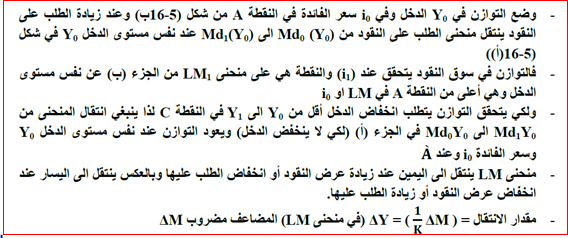 - وضع التوازن في Y0 الدخل وفي i0 سعر الفائدة في النقطة A من شكل (5-16ب) وعند زيادة الطلب على
النقود ينتقل منحنى الطلب على النقود من Md0 (Y0) الى Md1(Y0) عند نفس مستوى الدخل Y0 في شكل
(5-16(أ))
- فالتوازن في سوق النقود يتحقق عند (i1) والنقطة هي على منحنى LM1 من الجزء (ب) عن نفس مستوى
الدخل وهي أعلى من النقطة A في LM او i0
- ولكي يتحقق التوازن يتطلب انخفاض الدخل أقل من Y0 الى Y1 في النقطة C لذا ينبغي انتقال المنحنى من
Md1Y0 الى Md0Y0 في الجزء (أ) (لكي لا ينخفض الدخل) ويعود التوازن عند نفس مستوى الدخل Y0
وسعر الفائدة i0 وعند À
- منحنى LM ينتقل الى اليمين عند زيادة عرض النقود أو انخفاض الطلب عليها وبالعكس ينتقل الى اليسار عند
انخفاض عرض النقود أو زيادة الطلب عليها.
- مقدار الانتقال = (ΔY = (1/K ΔM (في منحنى LM) المضاعف مضروب ΔM